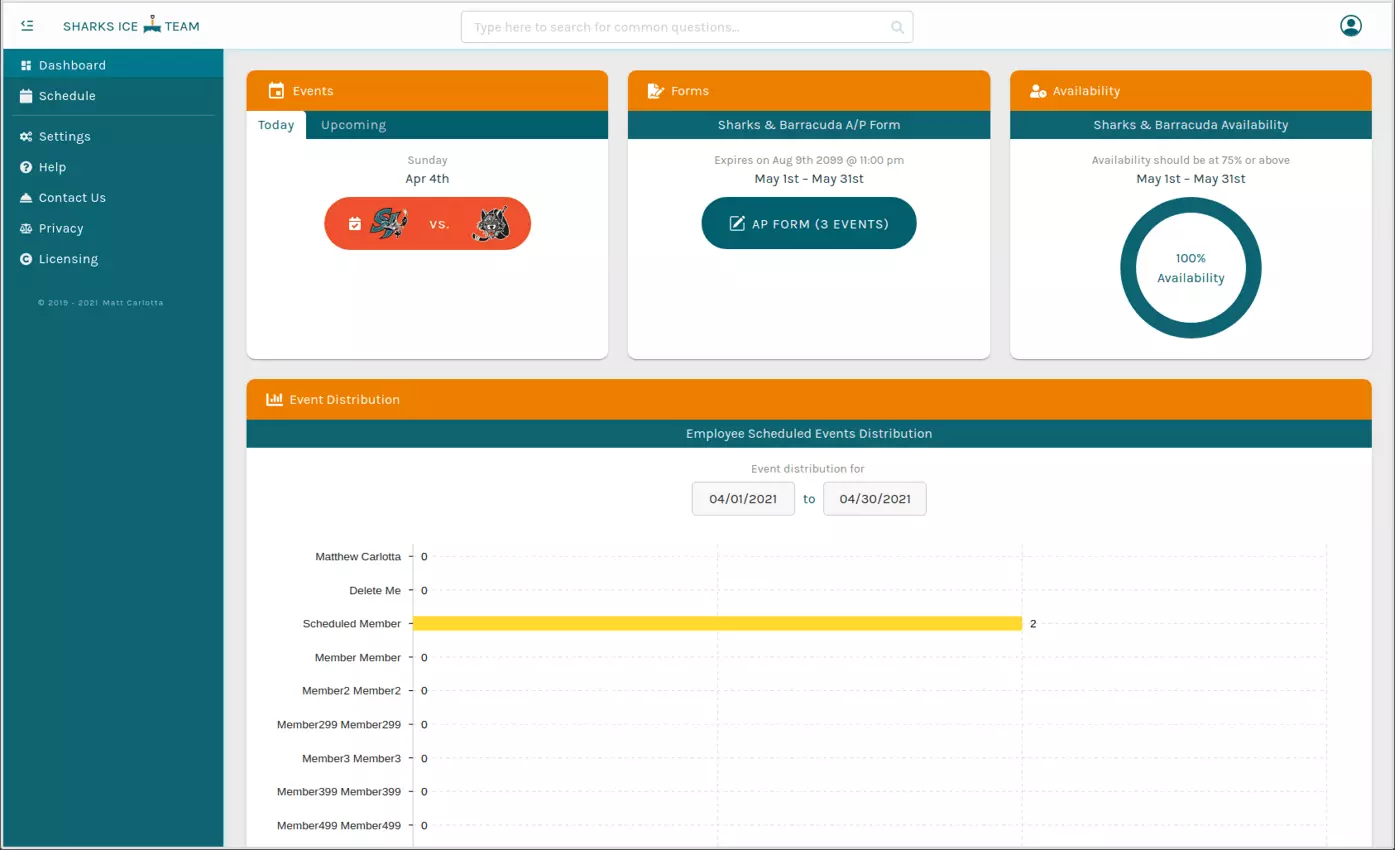 SHARKS ICE TEAM
Type here to search for common questions...
Dashboard
Schedule
Settings
Help
Contact Us
Privacy
Licensing
© 2019 - 2021 Matt Carlotta
Events
Today
Upcoming
Sunday
Apr 4th
vs.
Forms
Sharks & Barracuda A/P Form
Expires on Aug 9th 2099 @ 11:00 pm
May 1st – May 31st
AP FORM (3 EVENTS)
Availability
Sharks & Barracuda Availability
Availability should be at 75% or above
May 1st – May 31st
100%
Availability
Event Distribution
Employee Scheduled Events Distribution
Event distribution for
04/01/2021 to 04/30/2021
Matthew Carlotta 0
Delete Me 0
Scheduled Member 2
Member Member 0
Member2 Member2 0
Member299 Member299 0
Member3 Member3 0
Member399 Member399 0
Member499 Member499 0